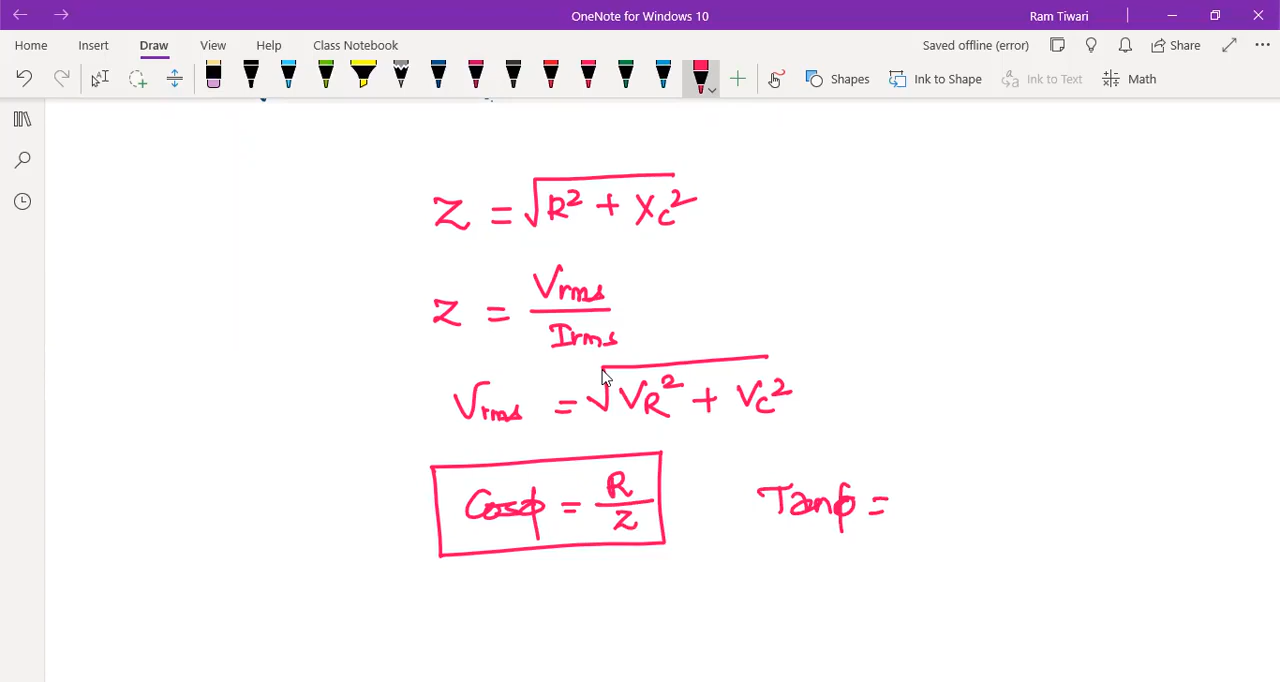 OneNote for Windows 10
Ram Tiwari
Home Insert Draw View Help Class Notebook
Saved offline (error) Share
Shapes Ink to Shape Ink to Text Math
Z = √R² + Xc²
Z = Vrms / Irms
Vrms = √VR² + Vc²
Cosϕ = R / Z
Tanϕ =